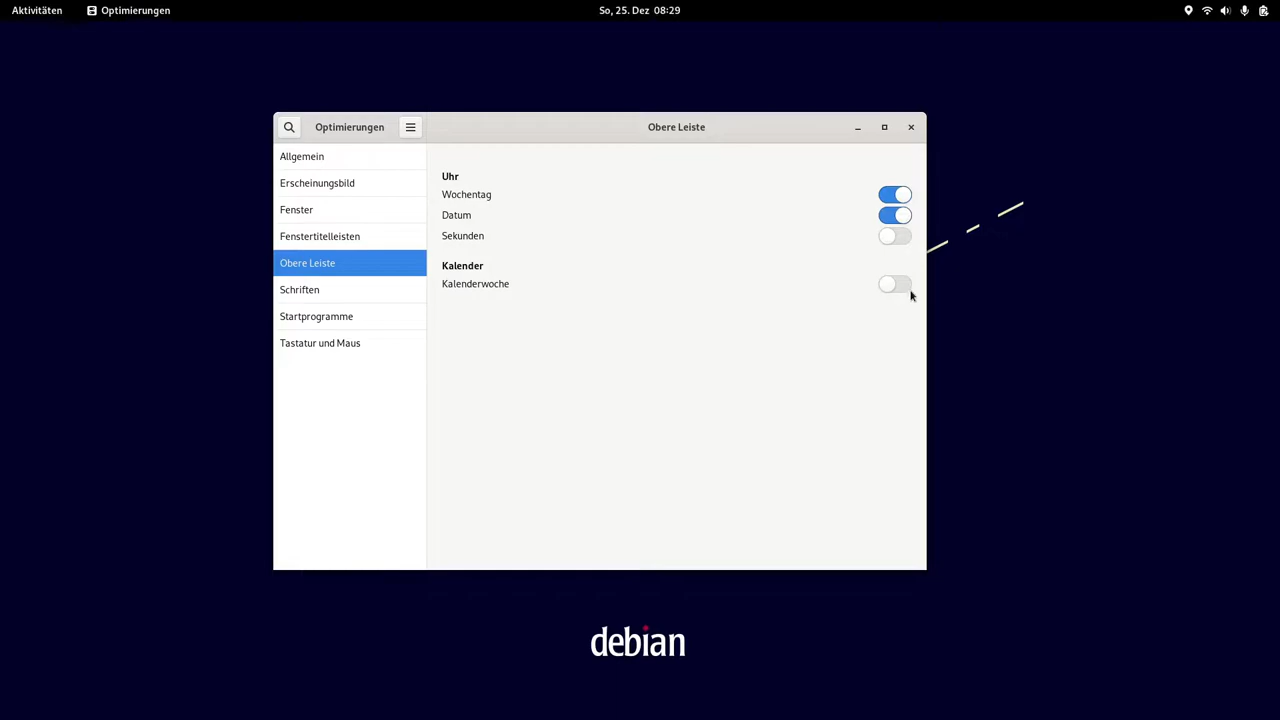 Aktivitäten Optimierungen So, 25. Dez 08:29
Optimierungen Obere Leiste
Allgemein
Erscheinungsbild
Fenster
Fenstertitelleisten
Obere Leiste
Schriften
Startprogramme
Tastatur und Maus
Uhr
Wochentag
Datum
Sekunden
Kalender
Kalenderwoche
debian